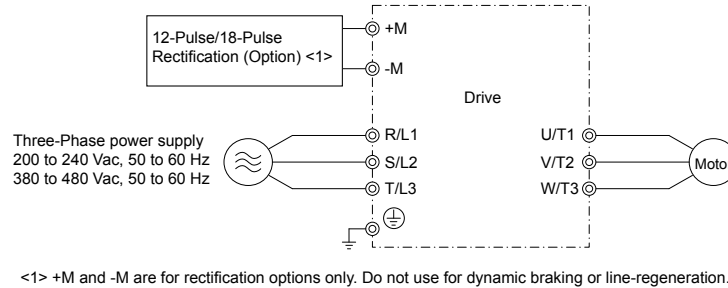 12-Pulse/18-Pulse
Rectification (Option) <1>
+M
-M
Drive
Three-Phase power supply
200 to 240 Vac, 50 to 60 Hz
380 to 480 Vac, 50 to 60 Hz
R/L1
S/L2
T/L3
U/T1
V/T2
W/T3
Moto
<1> +M and -M are for rectification options only. Do not use for dynamic braking or line-regeneration.